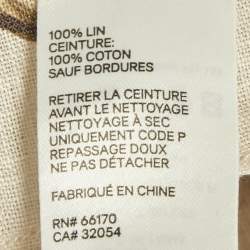 100% LIN
CEINTURE:
100% COTON
SAUF BORDURES
RETIRER LA CEINTURE
AVANT LE NETTOYAGE
NETTOYAGE À SEC
UNIQUEMENT CODE P
REPASSAGE DOUX
NE PAS DÉTACHER
FABRIQUÉ EN CHINE
RN# 66170
CA# 32054